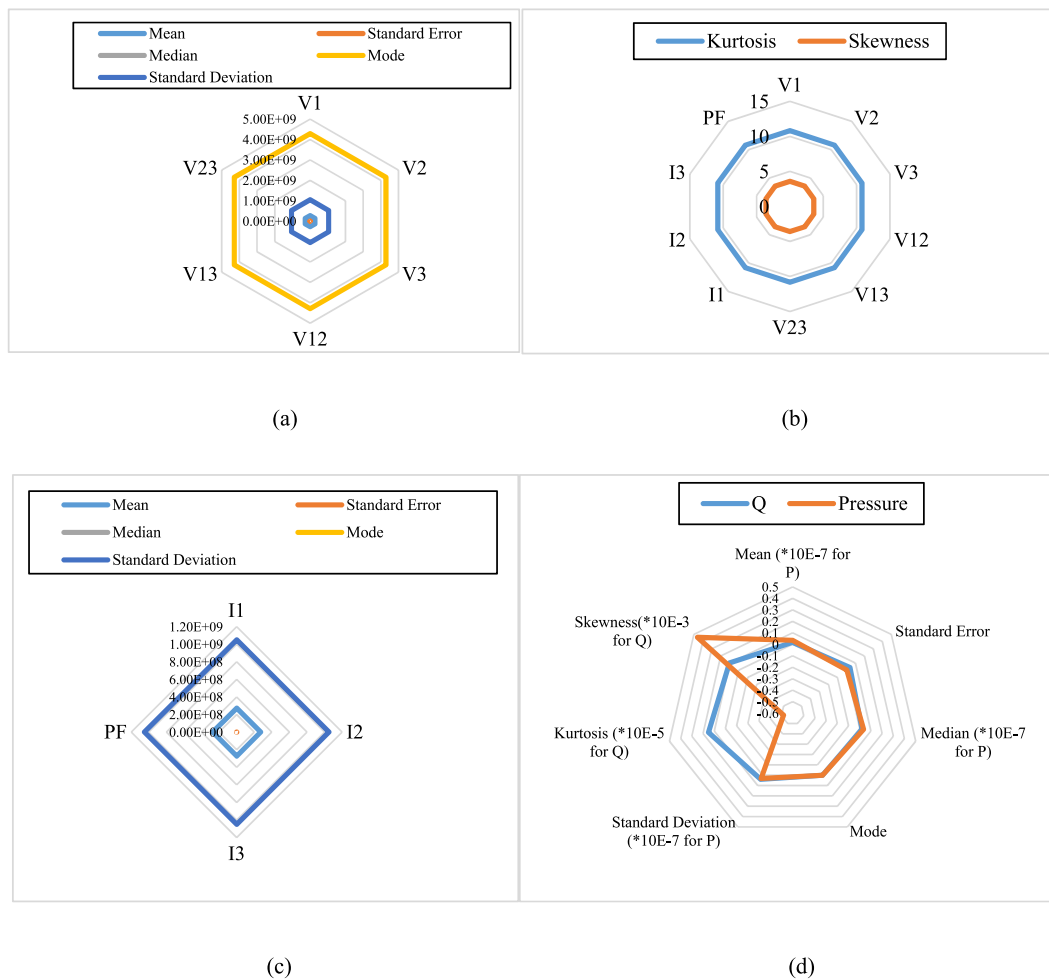 Mean
Standard Error
Median
Mode
Standard Deviation
V1
5.00E+09
4.00E+09
3.00E+09
2.00E+09
1.00E+09
0.00E+00
V2
V3
V12
V13
V23
(a)
Kurtosis
Skewness
V1
15
10
5
0
V2
V3
V12
V13
V23
I1
I2
I3
PF
(b)
Mean
Standard Error
Median
Mode
Standard Deviation
I1
1.20E+09
1.00E+09
8.00E+08
6.00E+08
4.00E+08
2.00E+08
0.00E+00
I2
I3
PF
(c)
Q
Pressure
Mean (*10E-7 for
P)
0.5
0.4
0.3
0.2
0.1
0
-0.1
-0.2
-0.3
-0.4
-0.5
-0.6
Standard Error
Median (*10E-7
for P)
Mode
Standard Deviation
(*10E-7 for P)
Kurtosis (*10E-5
for Q)
Skewness(*10E-3
for Q)
(d)